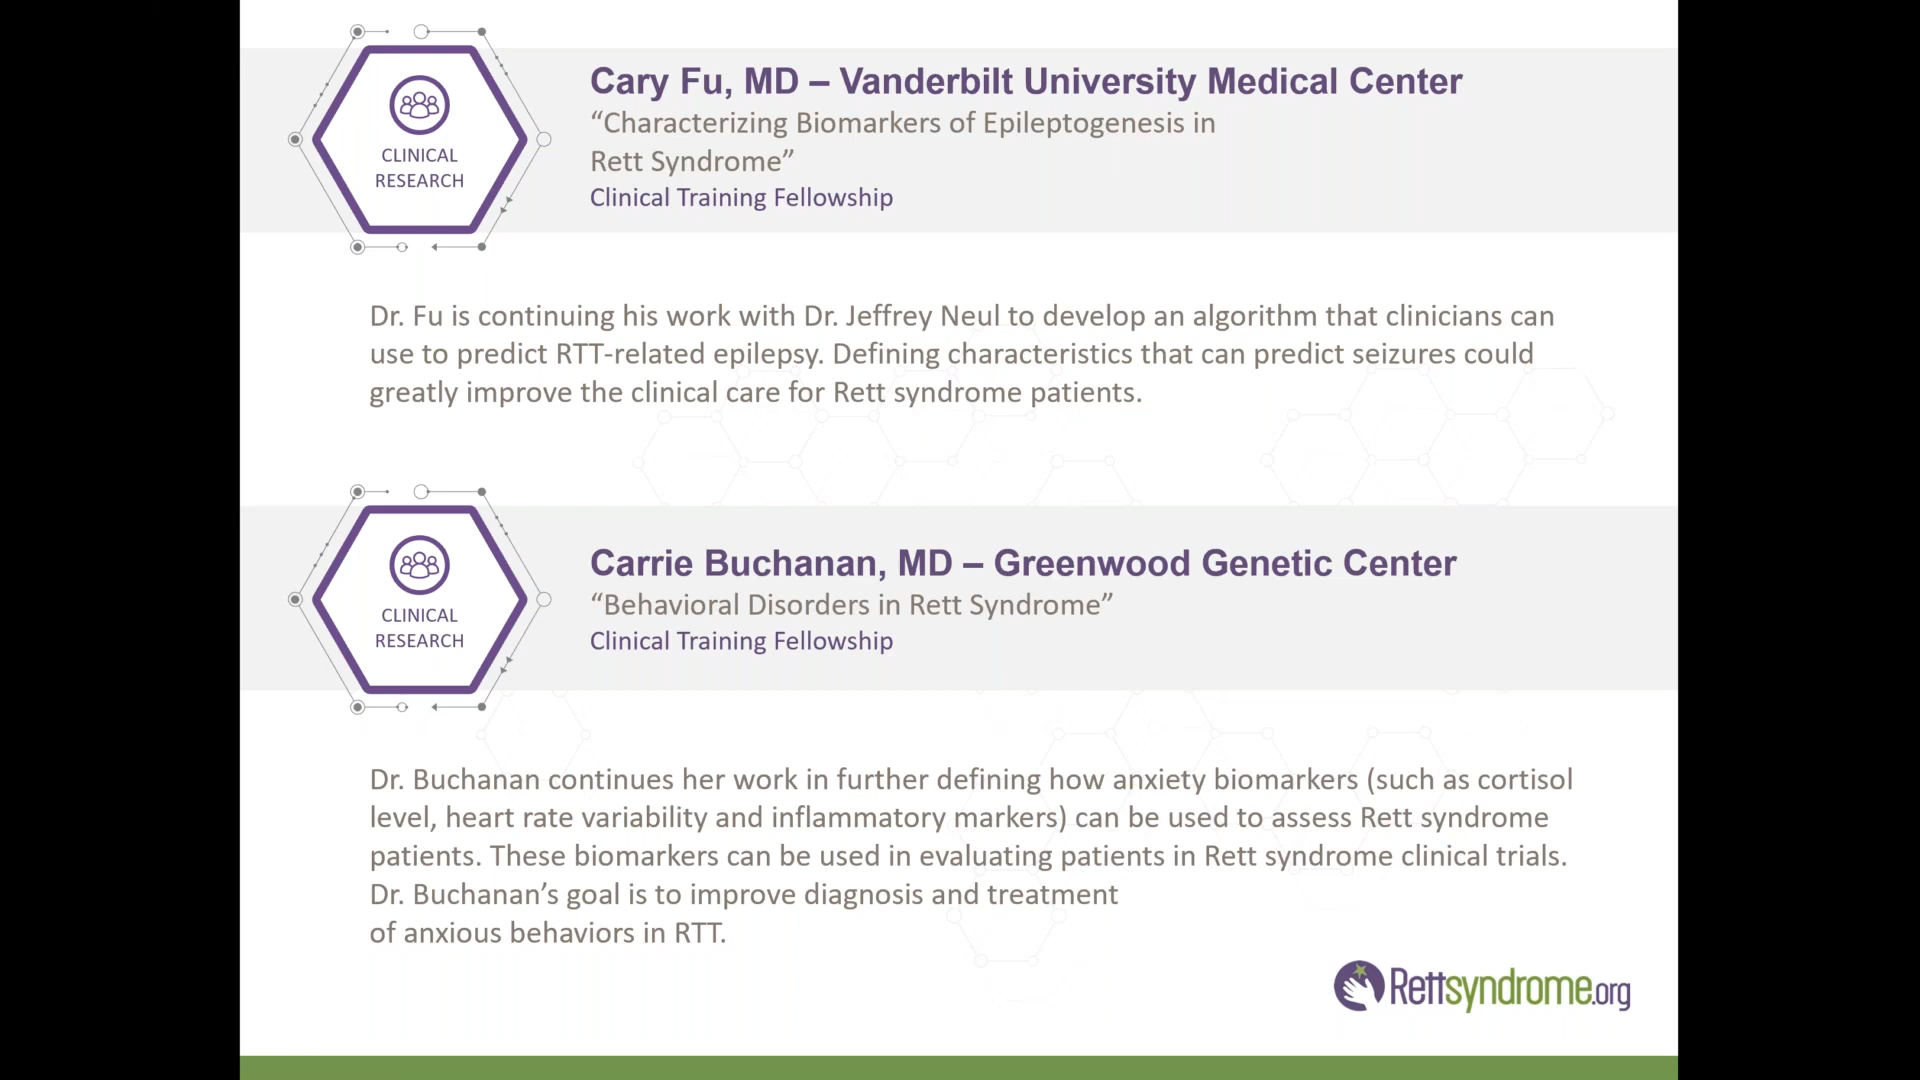 CLINICAL
RESEARCH
Cary Fu, MD – Vanderbilt University Medical Center
“Characterizing Biomarkers of Epileptogenesis in
Rett Syndrome”
Clinical Training Fellowship
Dr. Fu is continuing his work with Dr. Jeffrey Neul to develop an algorithm that clinicians can
use to predict RTT-related epilepsy. Defining characteristics that can predict seizures could
greatly improve the clinical care for Rett syndrome patients.
CLINICAL
RESEARCH
Carrie Buchanan, MD – Greenwood Genetic Center
“Behavioral Disorders in Rett Syndrome”
Clinical Training Fellowship
Dr. Buchanan continues her work in further defining how anxiety biomarkers (such as cortisol
level, heart rate variability and inflammatory markers) can be used to assess Rett syndrome
patients. These biomarkers can be used in evaluating patients in Rett syndrome clinical trials.
Dr. Buchanan’s goal is to improve diagnosis and treatment
of anxious behaviors in RTT.
Rettsyndrome.org